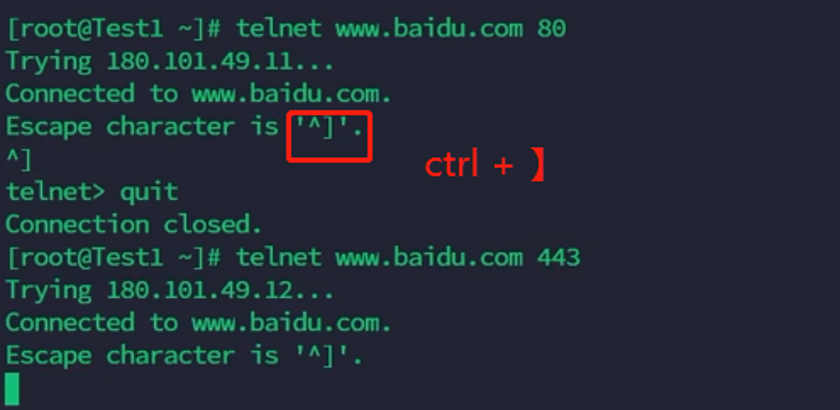 [root@Test1 ~]# telnet www.baidu.com 80
Trying 180.101.49.11...
Connected to www.baidu.com.
Escape character is '^]'.
^]
ctrl + 】
telnet> quit
Connection closed.
[root@Test1 ~]# telnet www.baidu.com 443
Trying 180.101.49.12...
Connected to www.baidu.com.
Escape character is '^]'.